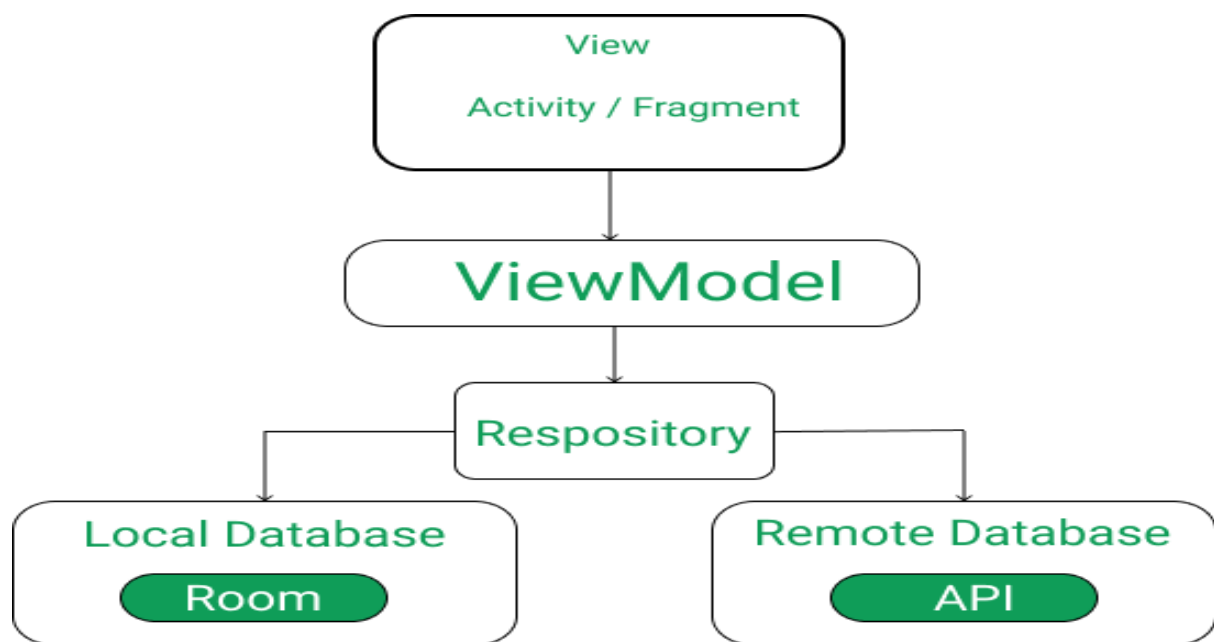 View
Activity / Fragment
ViewModel
Respository
Local Database
Room
Remote Database
API